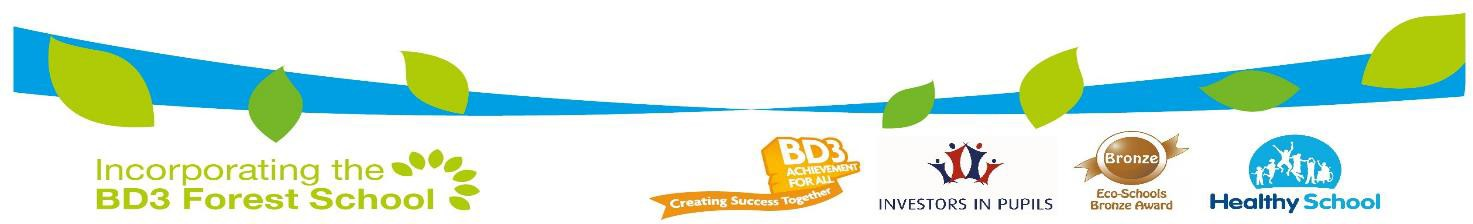 Incorporating the
BD3 Forest School
BD3
ACHIEVEMENT
FOR ALL
Creating Success Together
INVESTORS IN PUPILS
Bronze
Eco-Schools
Bronze Award
Healthy School